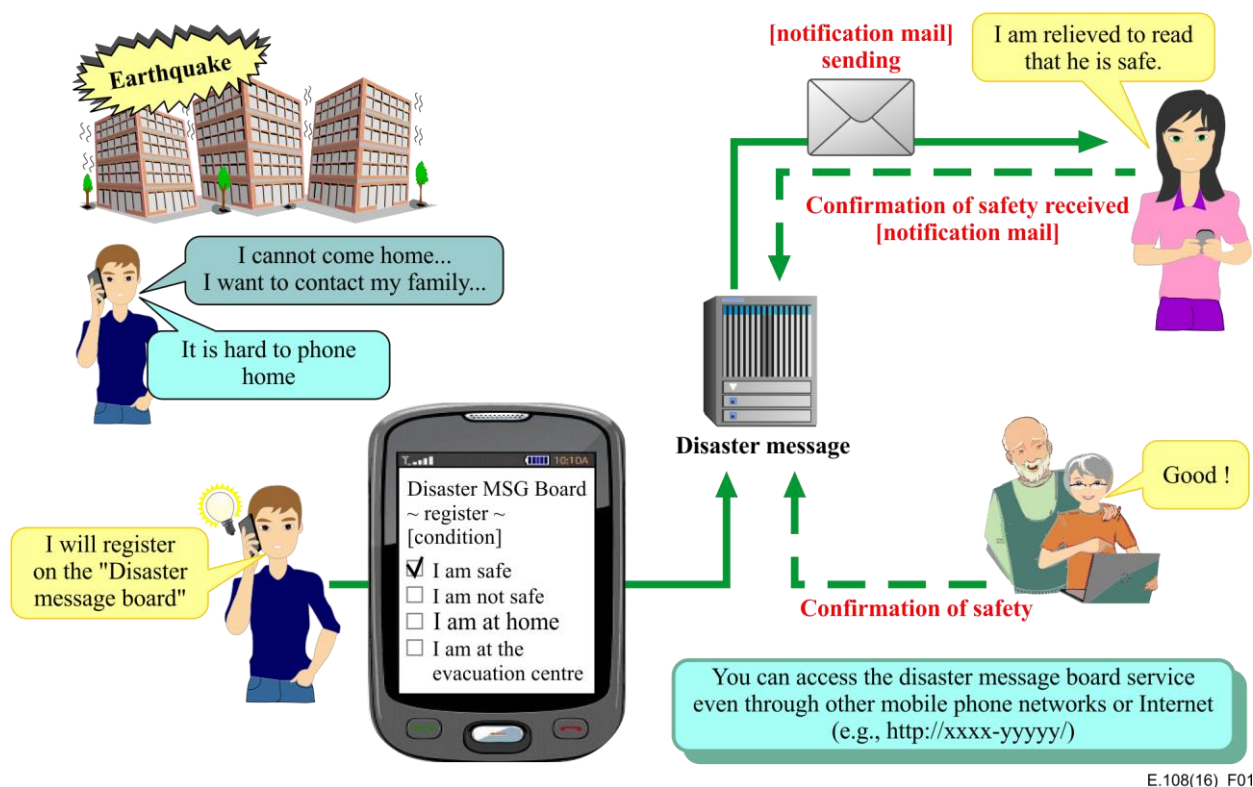 Earthquake
I cannot come home...
I want to contact my family...
It is hard to phone
home
I will register
on the "Disaster
message board"
10:10A
Disaster MSG Board
~ register ~
[condition]
I am safe
I am not safe
I am at home
I am at the
evacuation centre
[notification mail]
sending
I am relieved to read
that he is safe.
Confirmation of safety received
[notification mail]
Disaster message
Good !
Confirmation of safety
You can access the disaster message board service
even through other mobile phone networks or Internet
(e.g., http://xxxx-yyyyy/)
E.108(16)_F01